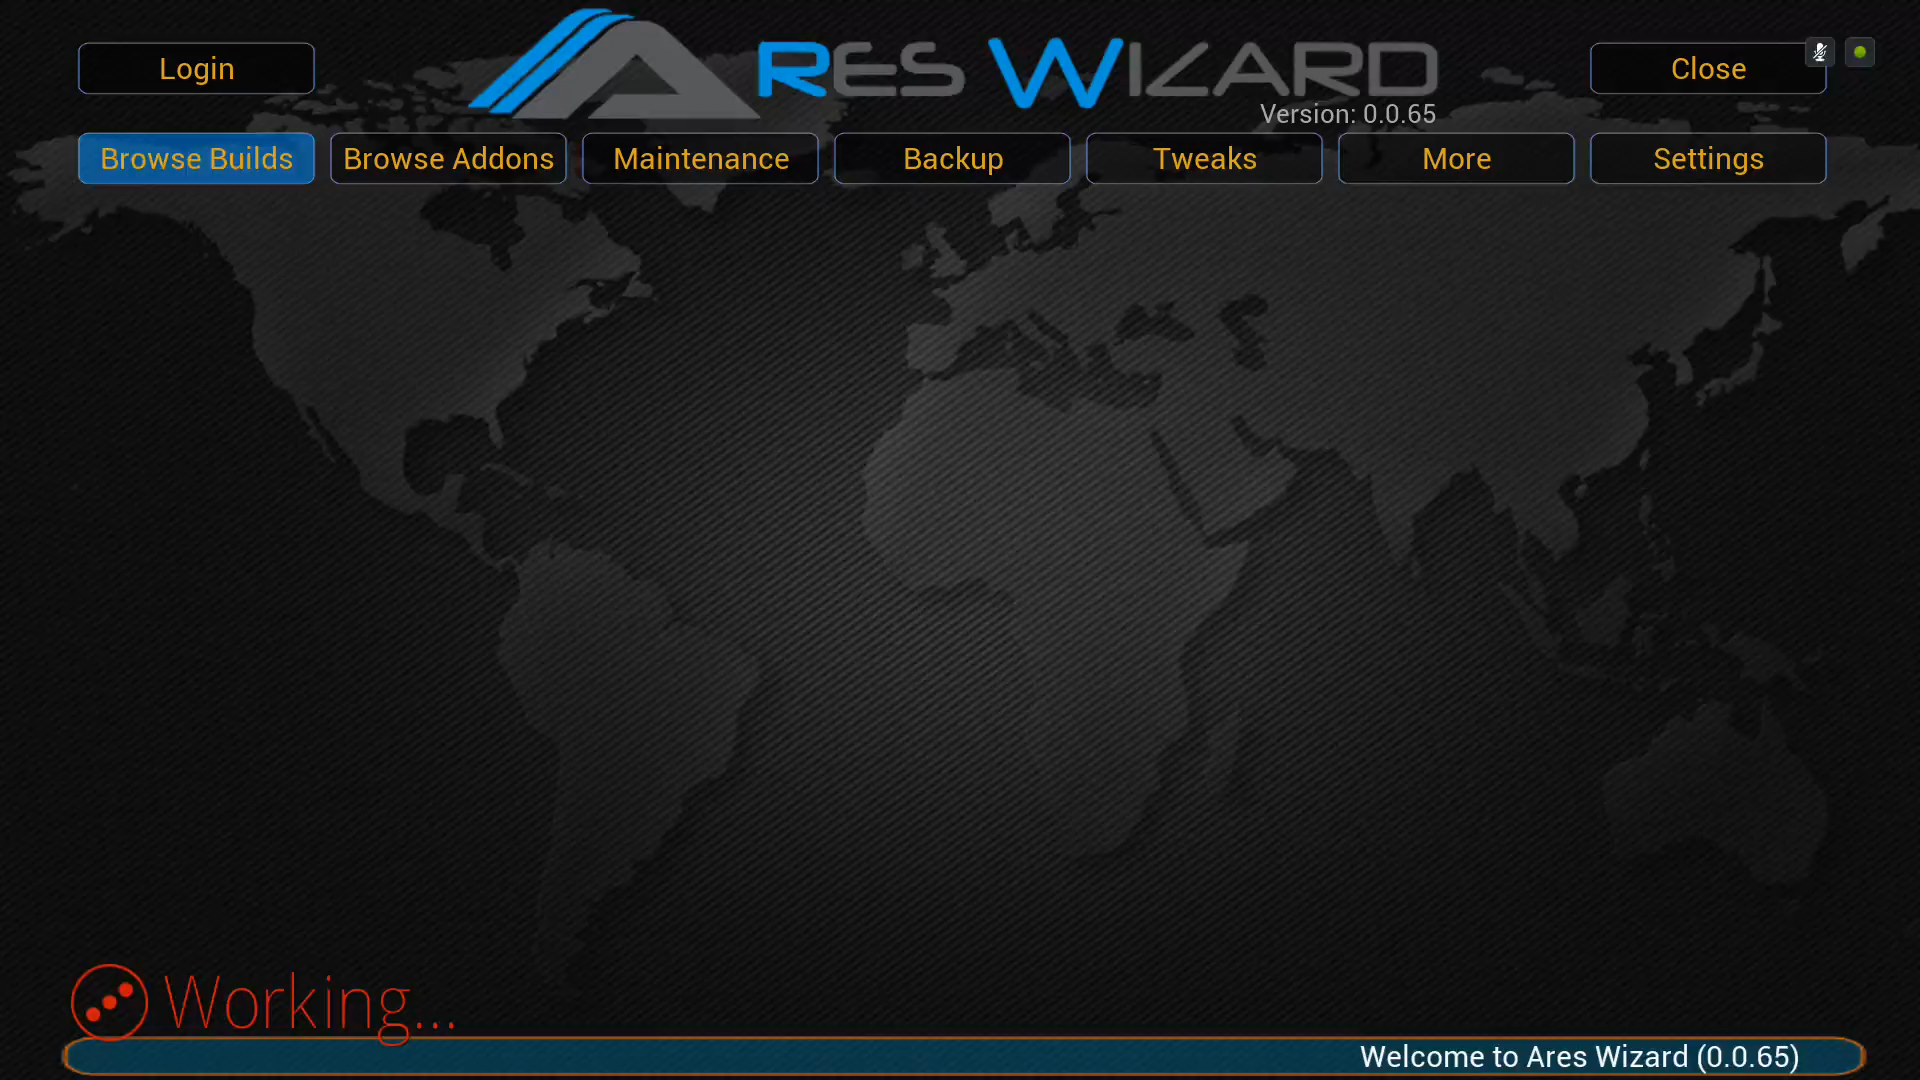 Login
ARES WIZARD
Close
Version: 0.0.65
Browse Builds
Browse Addons
Maintenance
Backup
Tweaks
More
Settings
Working...
Welcome to Ares Wizard (0.0.65)